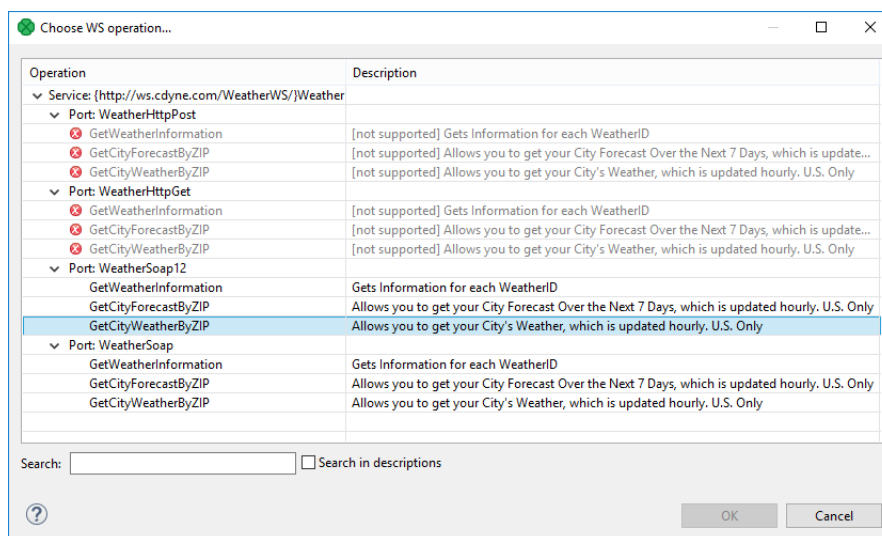 Choose WS operation...
Operation Description
Service: {http://ws.cdyne.com/WeatherWS/}Weather
Port: WeatherHttpPost
GetWeatherInformation [not supported] Gets Information for each WeatherID
GetCityForecastByZIP [not supported] Allows you to get your City Forecast Over the Next 7 Days, which is update...
GetCityWeatherByZIP [not supported] Allows you to get your City's Weather, which is updated hourly. U.S. Only
Port: WeatherHttpGet
GetWeatherInformation [not supported] Gets Information for each WeatherID
GetCityForecastByZIP [not supported] Allows you to get your City Forecast Over the Next 7 Days, which is update...
GetCityWeatherByZIP [not supported] Allows you to get your City's Weather, which is updated hourly. U.S. Only
Port: WeatherSoap12
GetWeatherInformation Gets Information for each WeatherID
GetCityForecastByZIP Allows you to get your City Forecast Over the Next 7 Days, which is updated hourly. U.S. Only
GetCityWeatherByZIP Allows you to get your City's Weather, which is updated hourly. U.S. Only
Port: WeatherSoap
GetWeatherInformation Gets Information for each WeatherID
GetCityForecastByZIP Allows you to get your City Forecast Over the Next 7 Days, which is updated hourly. U.S. Only
GetCityWeatherByZIP Allows you to get your City's Weather, which is updated hourly. U.S. Only
Search: Search in descriptions
? OK Cancel